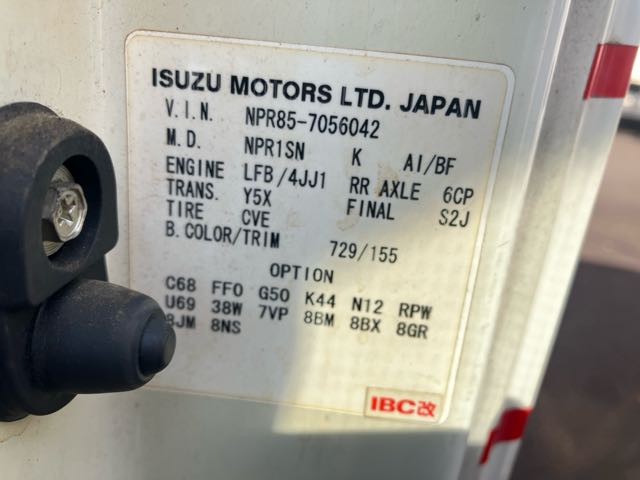 ISUZU MOTORS LTD. JAPAN
V.I.N. NPR85-7056042
M.D. NPR1SN K AI/BF
ENGINE LFB/4JJ1 RR AXLE 6CP
TRANS. Y5X FINAL S2J
TIRE CVE
B.COLOR/TRIM 729/155
OPTION
C68 FF0 G50 K44 N12 RPW
U69 38W 7VP 8BM 8BX 8GR
8JM 8NS
IBC改